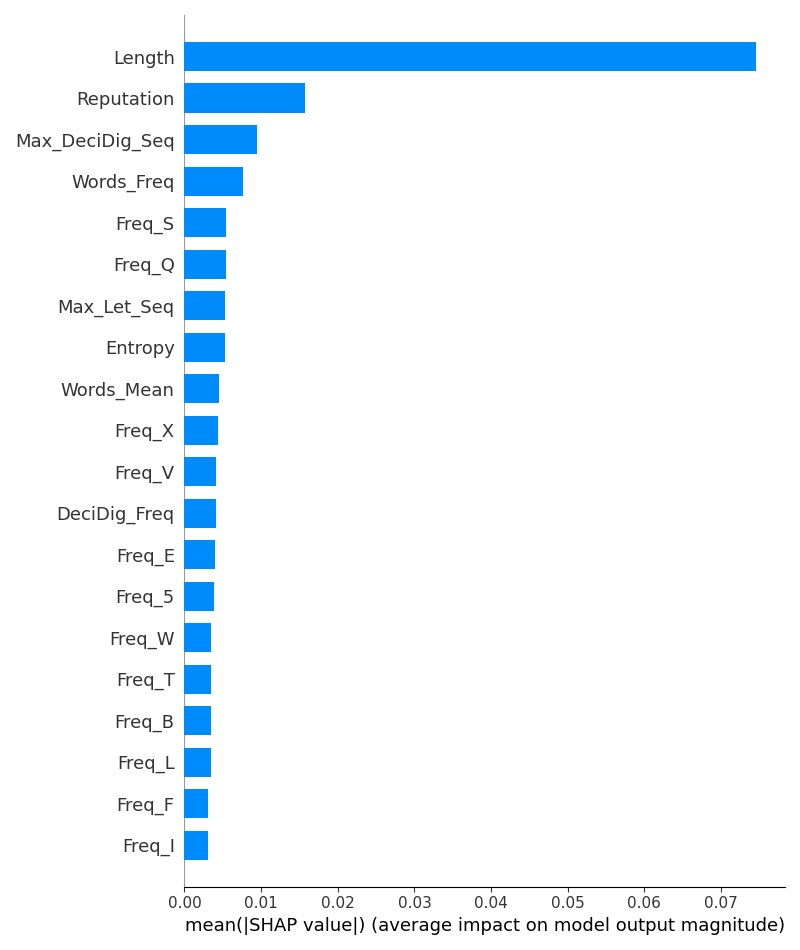 Length
Reputation
Max_DeciDig_Seq
Words_Freq
Freq_S
Freq_Q
Max_Let_Seq
Entropy
Words_Mean
Freq_X
Freq_V
DeciDig_Freq
Freq_E
Freq_5
Freq_W
Freq_T
Freq_B
Freq_L
Freq_F
Freq_I
0.00 0.01 0.02 0.03 0.04 0.05 0.06 0.07
mean(|SHAP value|) (average impact on model output magnitude)